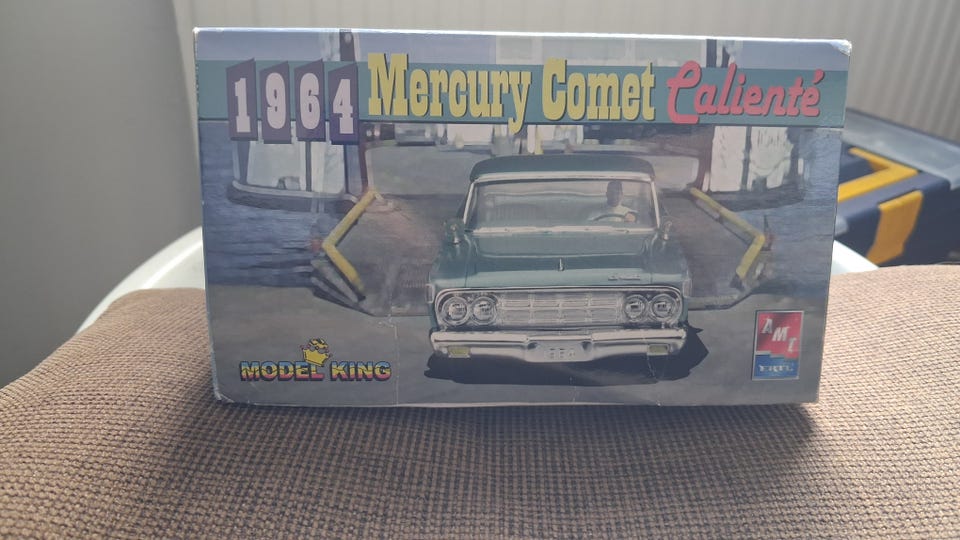 1964 Mercury Comet Calienté
MODEL KING
AMT
ERTL